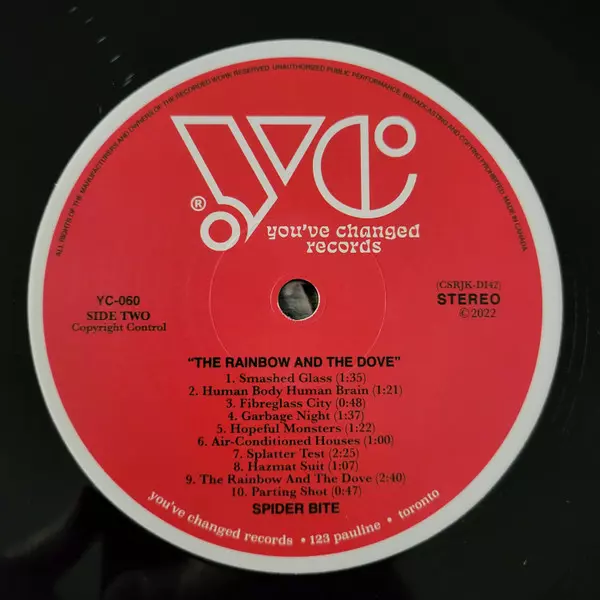 ALL RIGHTS OF THE MANUFACTURERS AND OWNERS OF THE RECORDED WORK RESERVED. UNAUTHORISED PUBLIC PERFORMANCE, BROADCASTING AND COPYING PROHIBITED. MADE IN CANADA.
yc
®
you've changed
records
YC-060
SIDE TWO
Copyright Control
(CSRJK-D142)
STEREO
©2022
"THE RAINBOW AND THE DOVE"
1. Smashed Glass (1:35)
2. Human Body Human Brain (1:21)
3. Fibreglass City (0:48)
4. Garbage Night (1:37)
5. Hopeful Monsters (1:22)
6. Air-Conditioned Houses (1:00)
7. Splatter Test (2:25)
8. Hazmat Suit (1:07)
9. The Rainbow And The Dove (2:40)
10. Parting Shot (0:47)
SPIDER BITE
you've changed records • 123 pauline • toronto